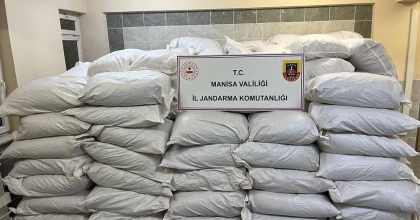 T.C.
MANİSA VALİLİĞİ
İL JANDARMA KOMUTANLIĞI